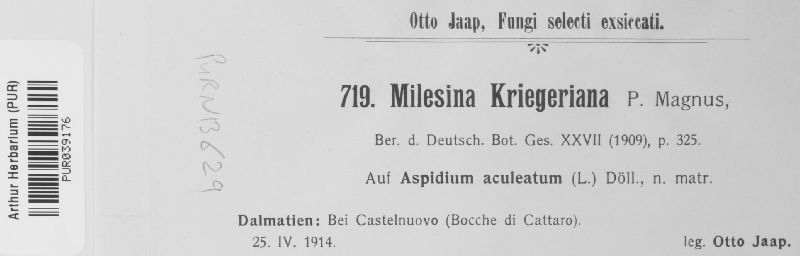 Otto Jaap, Fungi selecti exsiccati.
719. Milesina Kriegeriana P. Magnus,
Ber. d. Deutsch. Bot. Ges. XXVII (1909), p. 325.
Auf Aspidium aculeatum (L.) Döll., n. matr.
Dalmatien: Bei Castelnuovo (Bocche di Cattaro).
25. IV. 1914. leg. Otto Jaap.
Arthur Herbarium (PUR)
PUR039176
PURN13629